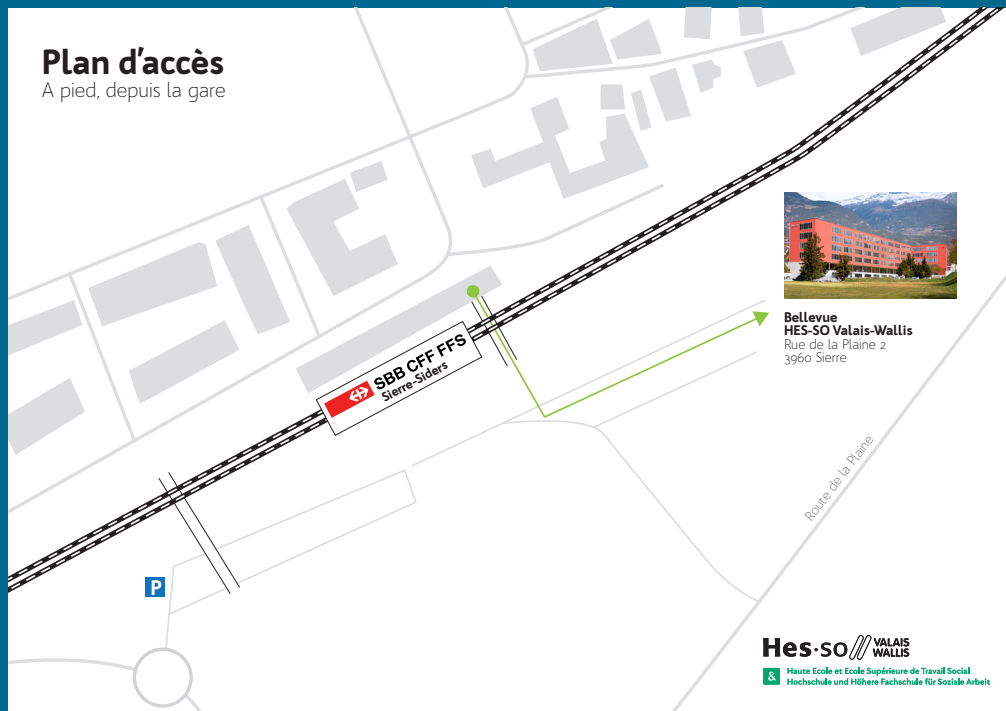 Plan d'accès
A pied, depuis la gare
SBB CFF FFS
Sierre-Siders
Bellevue
HES-SO Valais-Wallis
Rue de la Plaine 2
3960 Sierre
Route de la Plaine
P
Hes·so VALAIS
WALLIS
& Haute Ecole et Ecole Supérieure de Travail Social
Hochschule und Höhere Fachschule für Soziale Arbeit